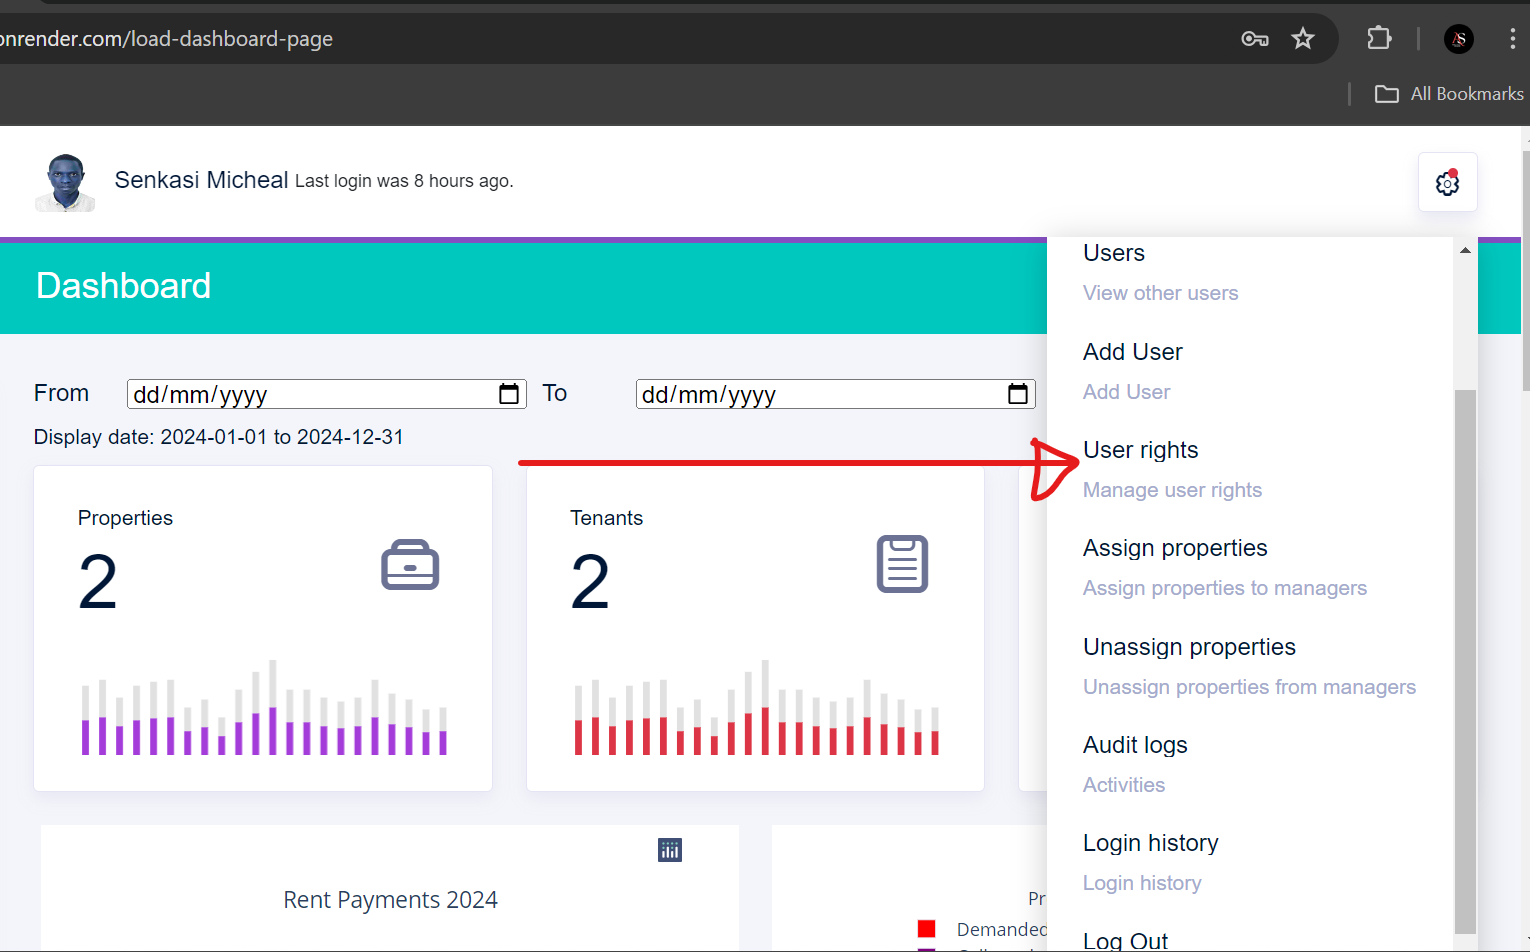 onrender.com/load-dashboard-page
All Bookmarks
Senkasi Micheal Last login was 8 hours ago.
Dashboard
From dd/mm/yyyy To dd/mm/yyyy
Display date: 2024-01-01 to 2024-12-31
Properties
2
Tenants
2
Rent Payments 2024
Pr
Demanded
Users
View other users
Add User
Add User
User rights
Manage user rights
Assign properties
Assign properties to managers
Unassign properties
Unassign properties from managers
Audit logs
Activities
Login history
Login history
Log Out